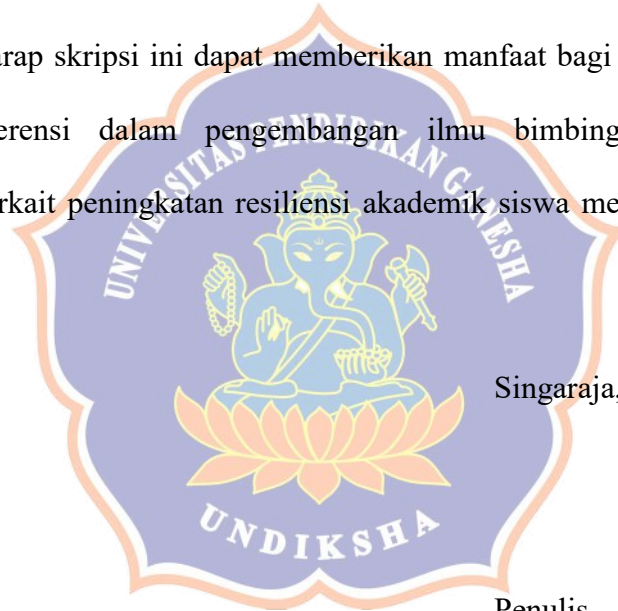 arap skripsi ini dapat memberikan manfaat bagi
erensi dalam pengembangan ilmu bimbing
rkait peningkatan resiliensi akademik siswa me
UNIVERSITAS PENDIDIKAN GANESHA
Singaraja,
UNDIKSHA
Penulis